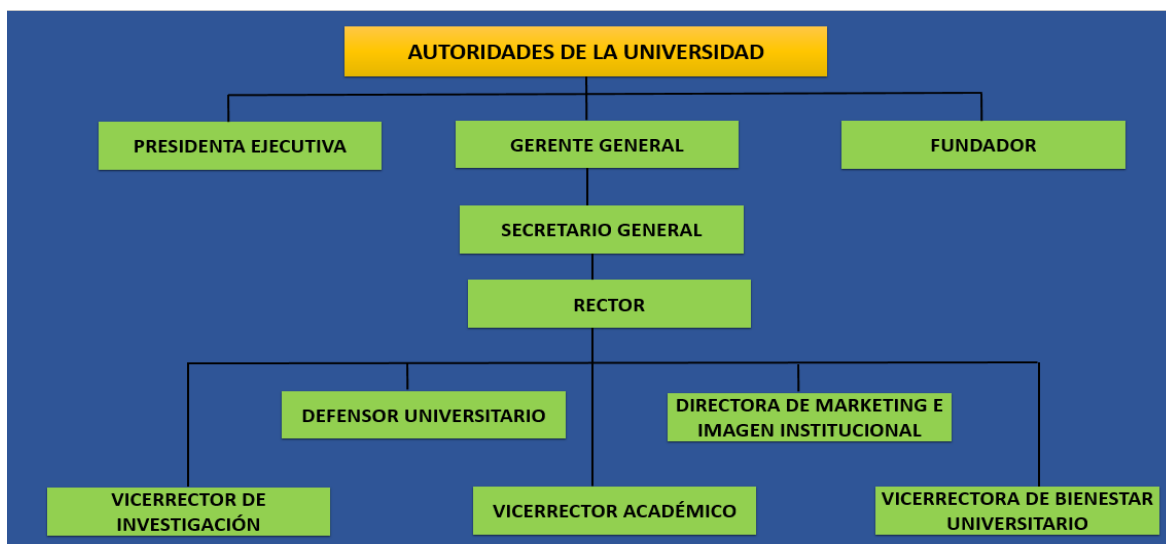 AUTORIDADES DE LA UNIVERSIDAD
PRESIDENTA EJECUTIVA
GERENTE GENERAL
FUNDADOR
SECRETARIO GENERAL
RECTOR
DEFENSOR UNIVERSITARIO
DIRECTORA DE MARKETING E
IMAGEN INSTITUCIONAL
VICERRECTOR DE
INVESTIGACIÓN
VICERRECTOR ACADÉMICO
VICERRECTORA DE BIENESTAR
UNIVERSITARIO